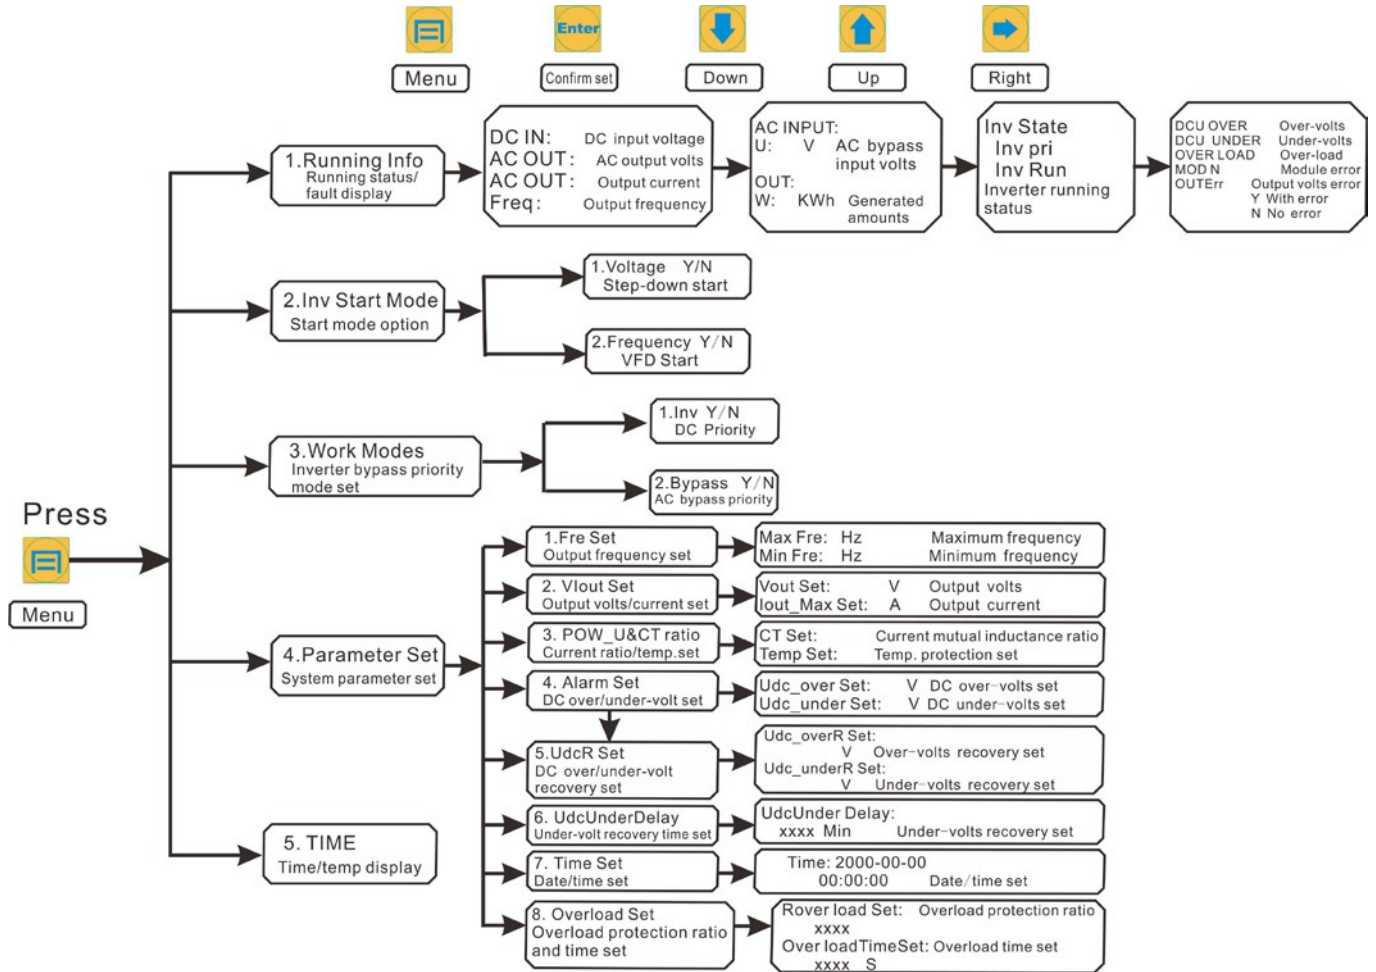 Enter
Menu
Confirm set
Down
Up
Right
1.Running Info
Running status/
fault display
DC IN: DC input voltage
AC OUT: AC output volts
AC OUT: Output current
Freq: Output frequency
AC INPUT:
U: V AC bypass
input volts
OUT:
W: KWh Generated
amounts
Inv State
Inv pri
Inv Run
Inverter running
status
DCU OVER Over-volts
DCU UNDER Under-volts
OVER LOAD Over-load
MOD N Module error
OUTErr Output volts error
Y With error
N No error
2.Inv Start Mode
Start mode option
1.Voltage Y/N
Step-down start
2.Frequency Y/N
VFD Start
3.Work Modes
Inverter bypass priority
mode set
1.Inv Y/N
DC Priority
2.Bypass Y/N
AC bypass priority
Press
Menu
4.Parameter Set
System parameter set
1.Fre Set
Output frequency set
Max Fre: Hz Maximum frequency
Min Fre: Hz Minimum frequency
2. VIout Set
Output volts/current set
Vout Set: V Output volts
Iout_Max Set: A Output current
3. POW_U&CT ratio
Current ratio/temp.set
CT Set: Current mutual inductance ratio
Temp Set: Temp. protection set
4. Alarm Set
DC over/under-volt set
Udc_over Set: V DC over-volts set
Udc_under Set: V DC under-volts set
5.UdcR Set
DC over/under-volt
recovery set
Udc_overR Set:
V Over-volts recovery set
Udc_underR Set:
V Under-volts recovery set
6. UdcUnderDelay
Under-volt recovery time set
UdcUnder Delay:
xxxx Min Under-volts recovery set
7. Time Set
Date/time set
Time: 2000-00-00
00:00:00 Date/time set
8. Overload Set
Overload protection ratio
and time set
Rover load Set: Overload protection ratio
xxxx
Over loadTimeSet: Overload time set
xxxx S
5. TIME
Time/temp display